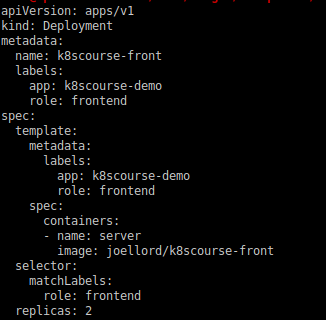 apiVersion: apps/v1
kind: Deployment
metadata:
  name: k8scourse-front
  labels:
    app: k8scourse-demo
    role: frontend
spec:
  template:
    metadata:
      labels:
        app: k8scourse-demo
        role: frontend
    spec:
      containers:
      - name: server
        image: joellord/k8scourse-front
  selector:
    matchLabels:
      role: frontend
  replicas: 2